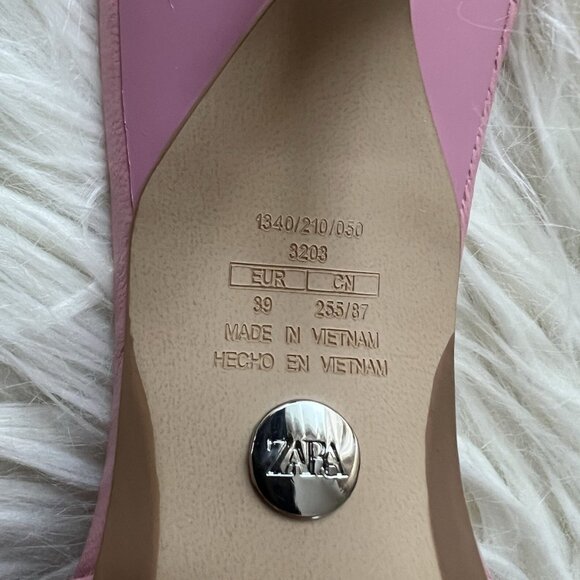 1340/210/050
3203
EUR CN
39 255/87
MADE IN VIETNAM
HECHO EN VIETNAM
ZARA